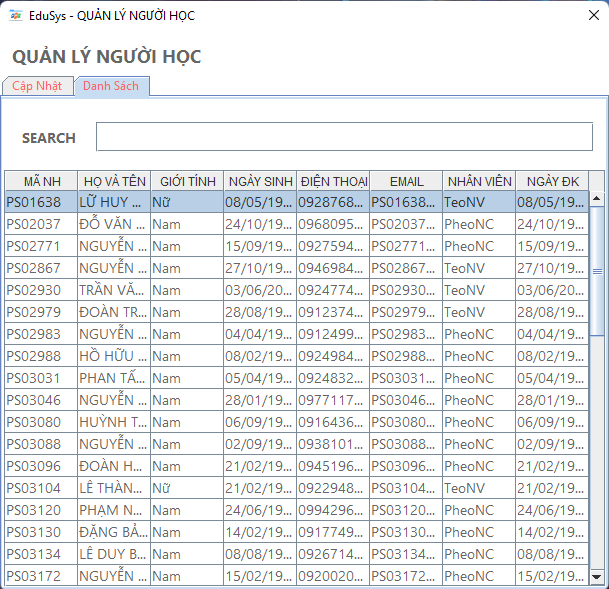 EduSys - QUẢN LÝ NGƯỜI HỌC
QUẢN LÝ NGƯỜI HỌC
Cập Nhật Danh Sách
SEARCH
MÃ NH HỌ VÀ TÊN GIỚI TÍNH NGÀY SINH ĐIỆN THOẠI EMAIL NHÂN VIÊN NGÀY ĐK
PS01638 LỮ HUY ... Nữ 08/05/19... 0928768... PS01638... TeoNV 08/05/19...
PS02037 ĐỖ VĂN ... Nam 24/10/19... 0968095... PS02037... PheoNC 24/10/19...
PS02771 NGUYỄN ... Nam 15/09/19... 0927594... PS02771... PheoNC 15/09/19...
PS02867 NGUYỄN ... Nam 27/10/19... 0946984... PS02867... TeoNV 27/10/19...
PS02930 TRẦN VĂ... Nam 03/06/20... 0924774... PS02930... TeoNV 03/06/20...
PS02979 ĐOÀN TR... Nam 28/08/19... 0912374... PS02979... TeoNV 28/08/19...
PS02983 NGUYỄN ... Nam 04/04/19... 0912499... PS02983... PheoNC 04/04/19...
PS02988 HỒ HỮU ... Nam 08/02/19... 0924984... PS02988... PheoNC 08/02/19...
PS03031 PHAN TẤ... Nam 05/04/19... 0924832... PS03031... PheoNC 05/04/19...
PS03046 NGUYỄN ... Nam 28/01/19... 0977117... PS03046... PheoNC 28/01/19...
PS03080 HUỲNH T... Nam 06/09/19... 0916436... PS03080... PheoNC 06/09/19...
PS03088 NGUYỄN ... Nam 02/09/19... 0938101... PS03088... PheoNC 02/09/19...
PS03096 ĐOÀN H... Nam 21/02/19... 0945196... PS03096... PheoNC 21/02/19...
PS03104 LÊ THÀN... Nữ 21/02/19... 0922948... PS03104... TeoNV 21/02/19...
PS03120 PHẠM N... Nam 24/06/19... 0994296... PS03120... PheoNC 24/06/19...
PS03130 ĐẶNG BẢ... Nam 14/02/19... 0917749... PS03130... PheoNC 14/02/19...
PS03134 LÊ DUY B... Nam 08/08/19... 0926714... PS03134... PheoNC 08/08/19...
PS03172 NGUYỄN ... Nam 15/02/19... 0920020... PS03172... PheoNC 15/02/19...